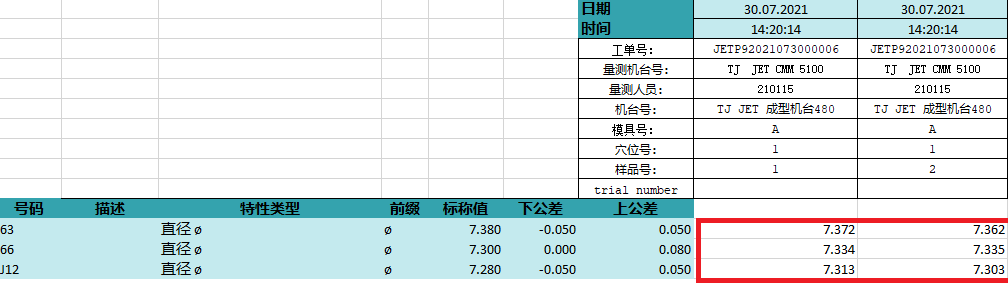 日期 30.07.2021 30.07.2021
时间 14:20:14 14:20:14
工单号: JETP92021073000006 JETP92021073000006
量测机台号: TJ JET CMM 5100 TJ JET CMM 5100
量测人员: 210115 210115
机台号: TJ JET 成型机台480 TJ JET 成型机台480
模具号: A A
穴位号: 1 1
样品号: 1 2
trial number
号码 描述 特性类型 前缀 标称值 下公差 上公差
63 直径 ø ø 7.380 -0.050 0.050 7.372 7.362
66 直径 ø ø 7.300 0.000 0.080 7.334 7.335
J12 直径 ø ø 7.280 -0.050 0.050 7.313 7.303